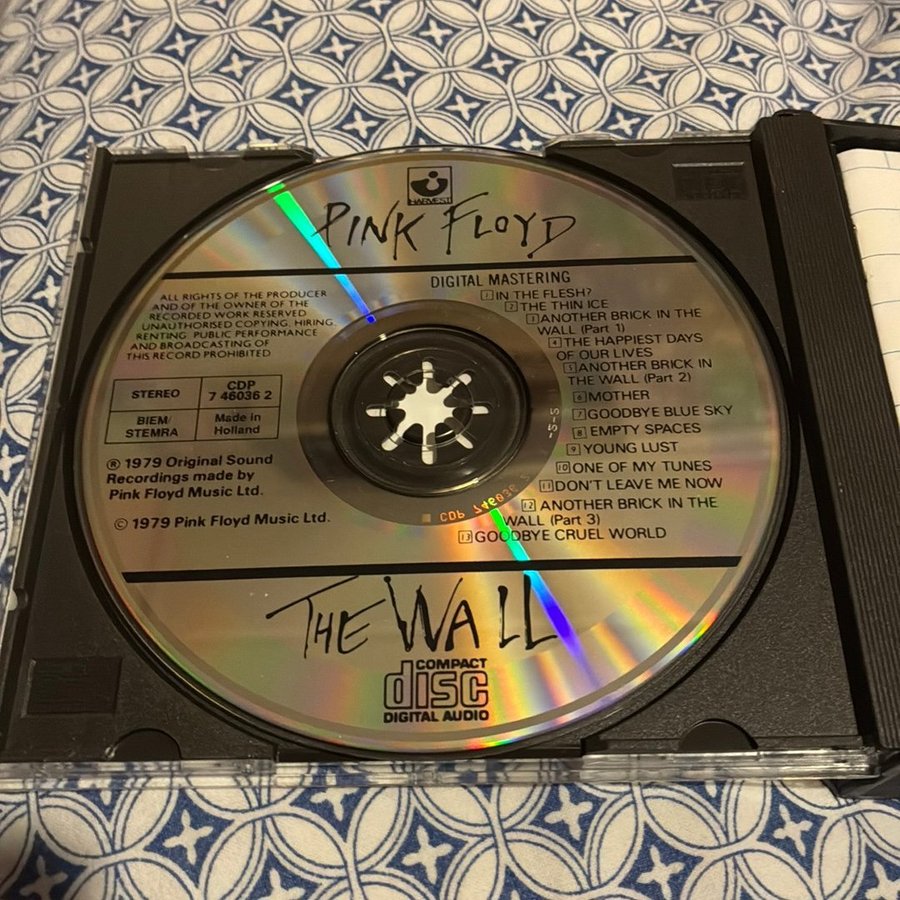 HARVEST
PINK FLOYD
DIGITAL MASTERING
ALL RIGHTS OF THE PRODUCER
AND OF THE OWNER OF THE
RECORDED WORK RESERVED
UNAUTHORISED COPYING, HIRING,
RENTING, PUBLIC PERFORMANCE
AND BROADCASTING OF
THIS RECORD PROHIBITED
STEREO
CDP
7 46036 2
BIEM/
STEMRA
Made in
Holland
℗ 1979 Original Sound
Recordings made by
Pink Floyd Music Ltd.
© 1979 Pink Floyd Music Ltd.
1 IN THE FLESH?
2 THE THIN ICE
3 ANOTHER BRICK IN THE
WALL (Part 1)
4 THE HAPPIEST DAYS
OF OUR LIVES
5 ANOTHER BRICK IN
THE WALL (Part 2)
6 MOTHER
7 GOODBYE BLUE SKY
8 EMPTY SPACES
9 YOUNG LUST
10 ONE OF MY TUNES
11 DON'T LEAVE ME NOW
12 ANOTHER BRICK IN THE
WALL (Part 3)
13 GOODBYE CRUEL WORLD
THE WALL
COMPACT
disc
DIGITAL AUDIO